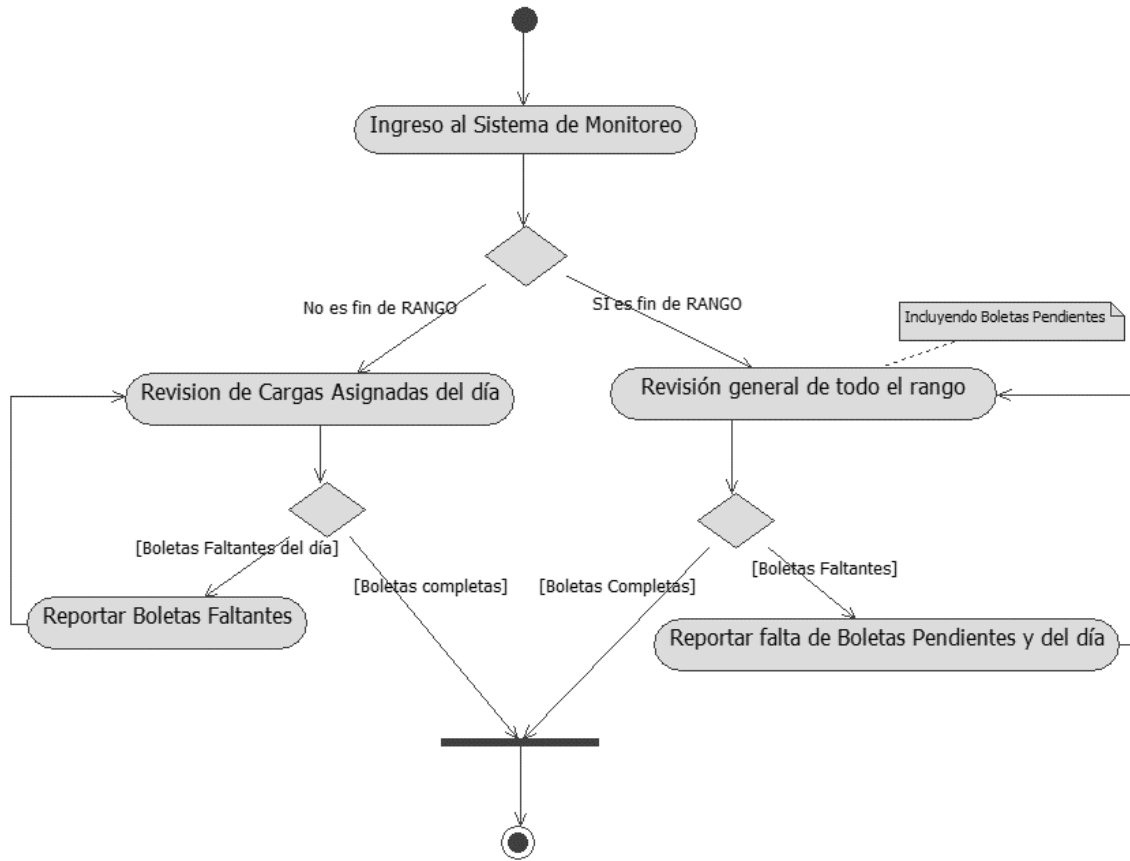 Ingreso al Sistema de Monitoreo
No es fin de RANGO
SI es fin de RANGO
Incluyendo Boletas Pendientes
Revision de Cargas Asignadas del día
Revisión general de todo el rango
[Boletas Faltantes del día]
[Boletas completas]
[Boletas Completas]
[Boletas Faltantes]
Reportar Boletas Faltantes
Reportar falta de Boletas Pendientes y del día